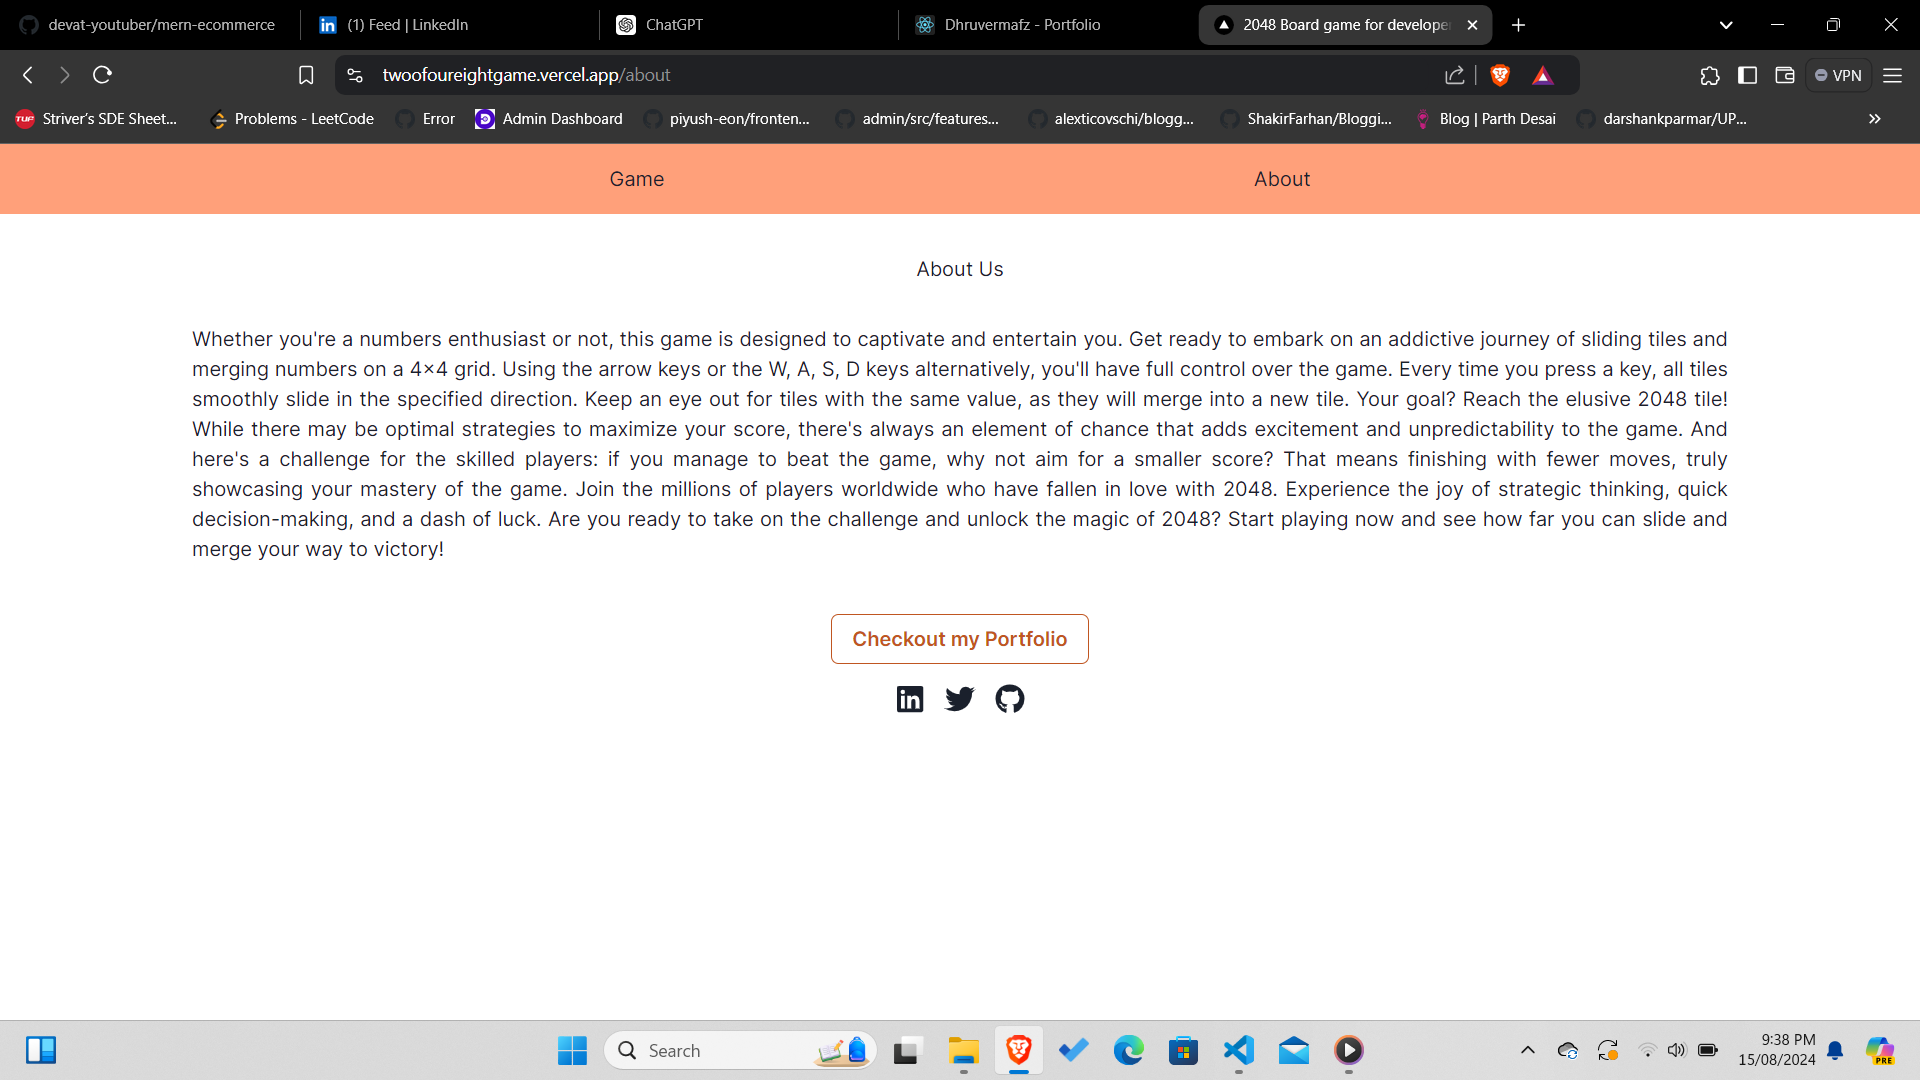 devat-youtuber/mern-ecommerce
(1) Feed | LinkedIn
ChatGPT
Dhruvermafz - Portfolio
2048 Board game for develope
twoofoureightgame.vercel.app/about
VPN
TUF
Striver's SDE Sheet...
Problems - LeetCode
Error
Admin Dashboard
piyush-eon/fronten...
admin/src/features...
alexticovschi/blogg...
ShakirFarhan/Bloggi...
Blog | Parth Desai
darshankparmar/UP...
Game
About
About Us
Whether you're a numbers enthusiast or not, this game is designed to captivate and entertain you. Get ready to embark on an addictive journey of sliding tiles and
merging numbers on a 4×4 grid. Using the arrow keys or the W, A, S, D keys alternatively, you'll have full control over the game. Every time you press a key, all tiles
smoothly slide in the specified direction. Keep an eye out for tiles with the same value, as they will merge into a new tile. Your goal? Reach the elusive 2048 tile!
While there may be optimal strategies to maximize your score, there's always an element of chance that adds excitement and unpredictability to the game. And
here's a challenge for the skilled players: if you manage to beat the game, why not aim for a smaller score? That means finishing with fewer moves, truly
showcasing your mastery of the game. Join the millions of players worldwide who have fallen in love with 2048. Experience the joy of strategic thinking, quick
decision-making, and a dash of luck. Are you ready to take on the challenge and unlock the magic of 2048? Start playing now and see how far you can slide and
merge your way to victory!
Checkout my Portfolio
in
Search
9:38 PM
15/08/2024
PRE